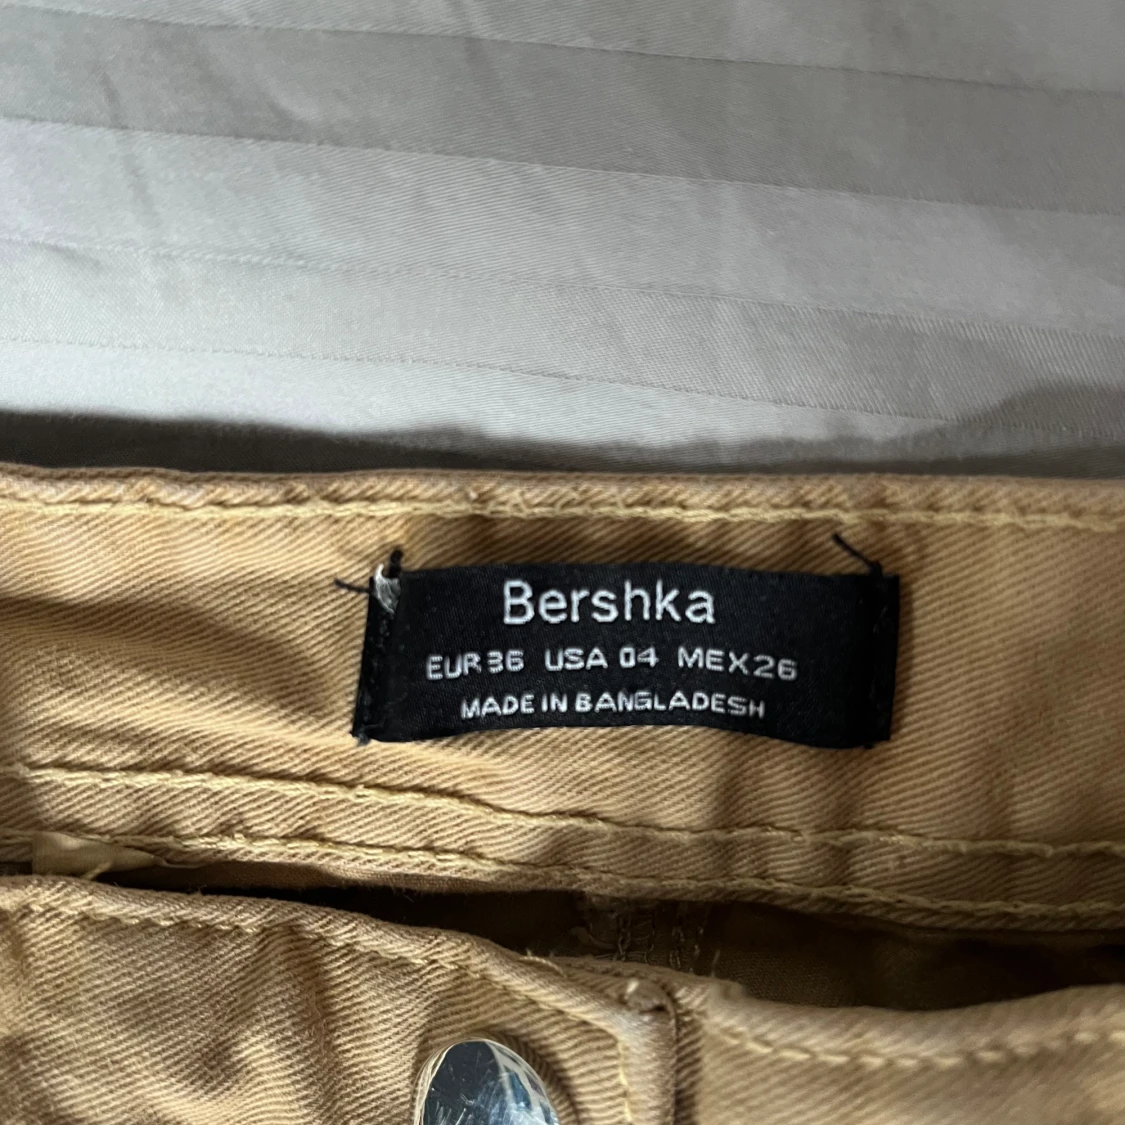 Bershka
EUR 36 USA 04 MEX 26
MADE IN BANGLADESH